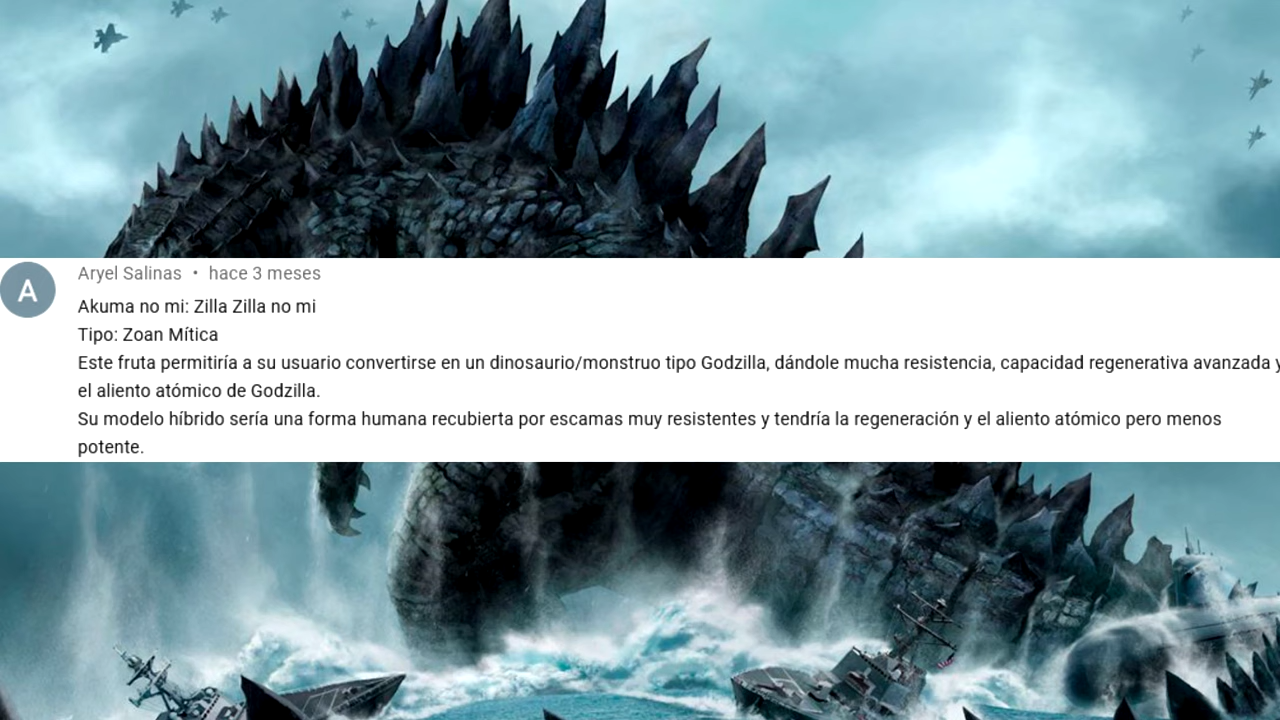 A
Aryel Salinas • hace 3 meses
Akuma no mi: Zilla Zilla no mi
Tipo: Zoan Mítica
Este fruta permitiría a su usuario convertirse en un dinosaurio/monstruo tipo Godzilla, dándole mucha resistencia, capacidad regenerativa avanzada y
el aliento atómico de Godzilla.
Su modelo híbrido sería una forma humana recubierta por escamas muy resistentes y tendría la regeneración y el aliento atómico pero menos
potente.